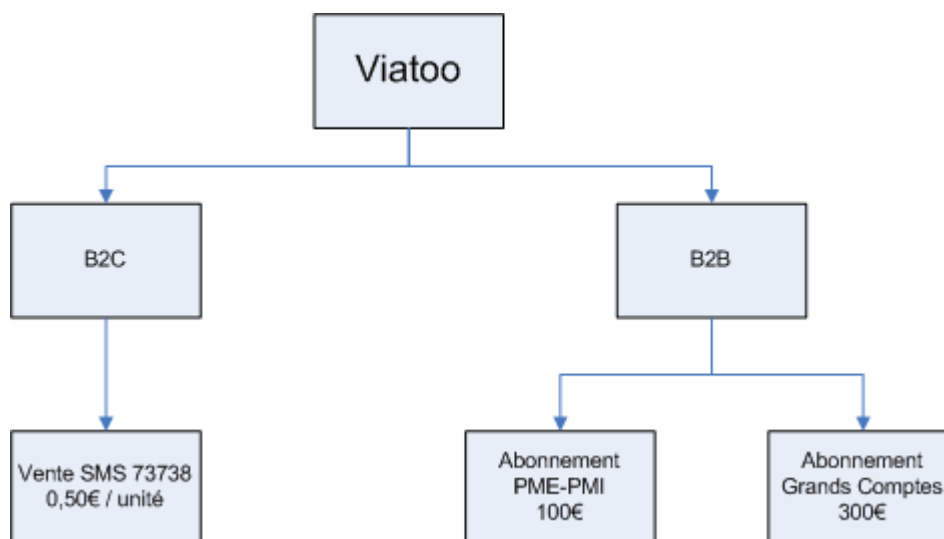 Viatoo
B2C
B2B
Vente SMS 73738
0,50€ / unité
Abonnement
PME-PMI
100€
Abonnement
Grands Comptes
300€